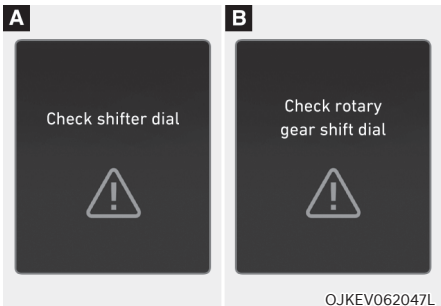 A
Check shifter dial
B
Check rotary
gear shift dial
OJKEV062047L